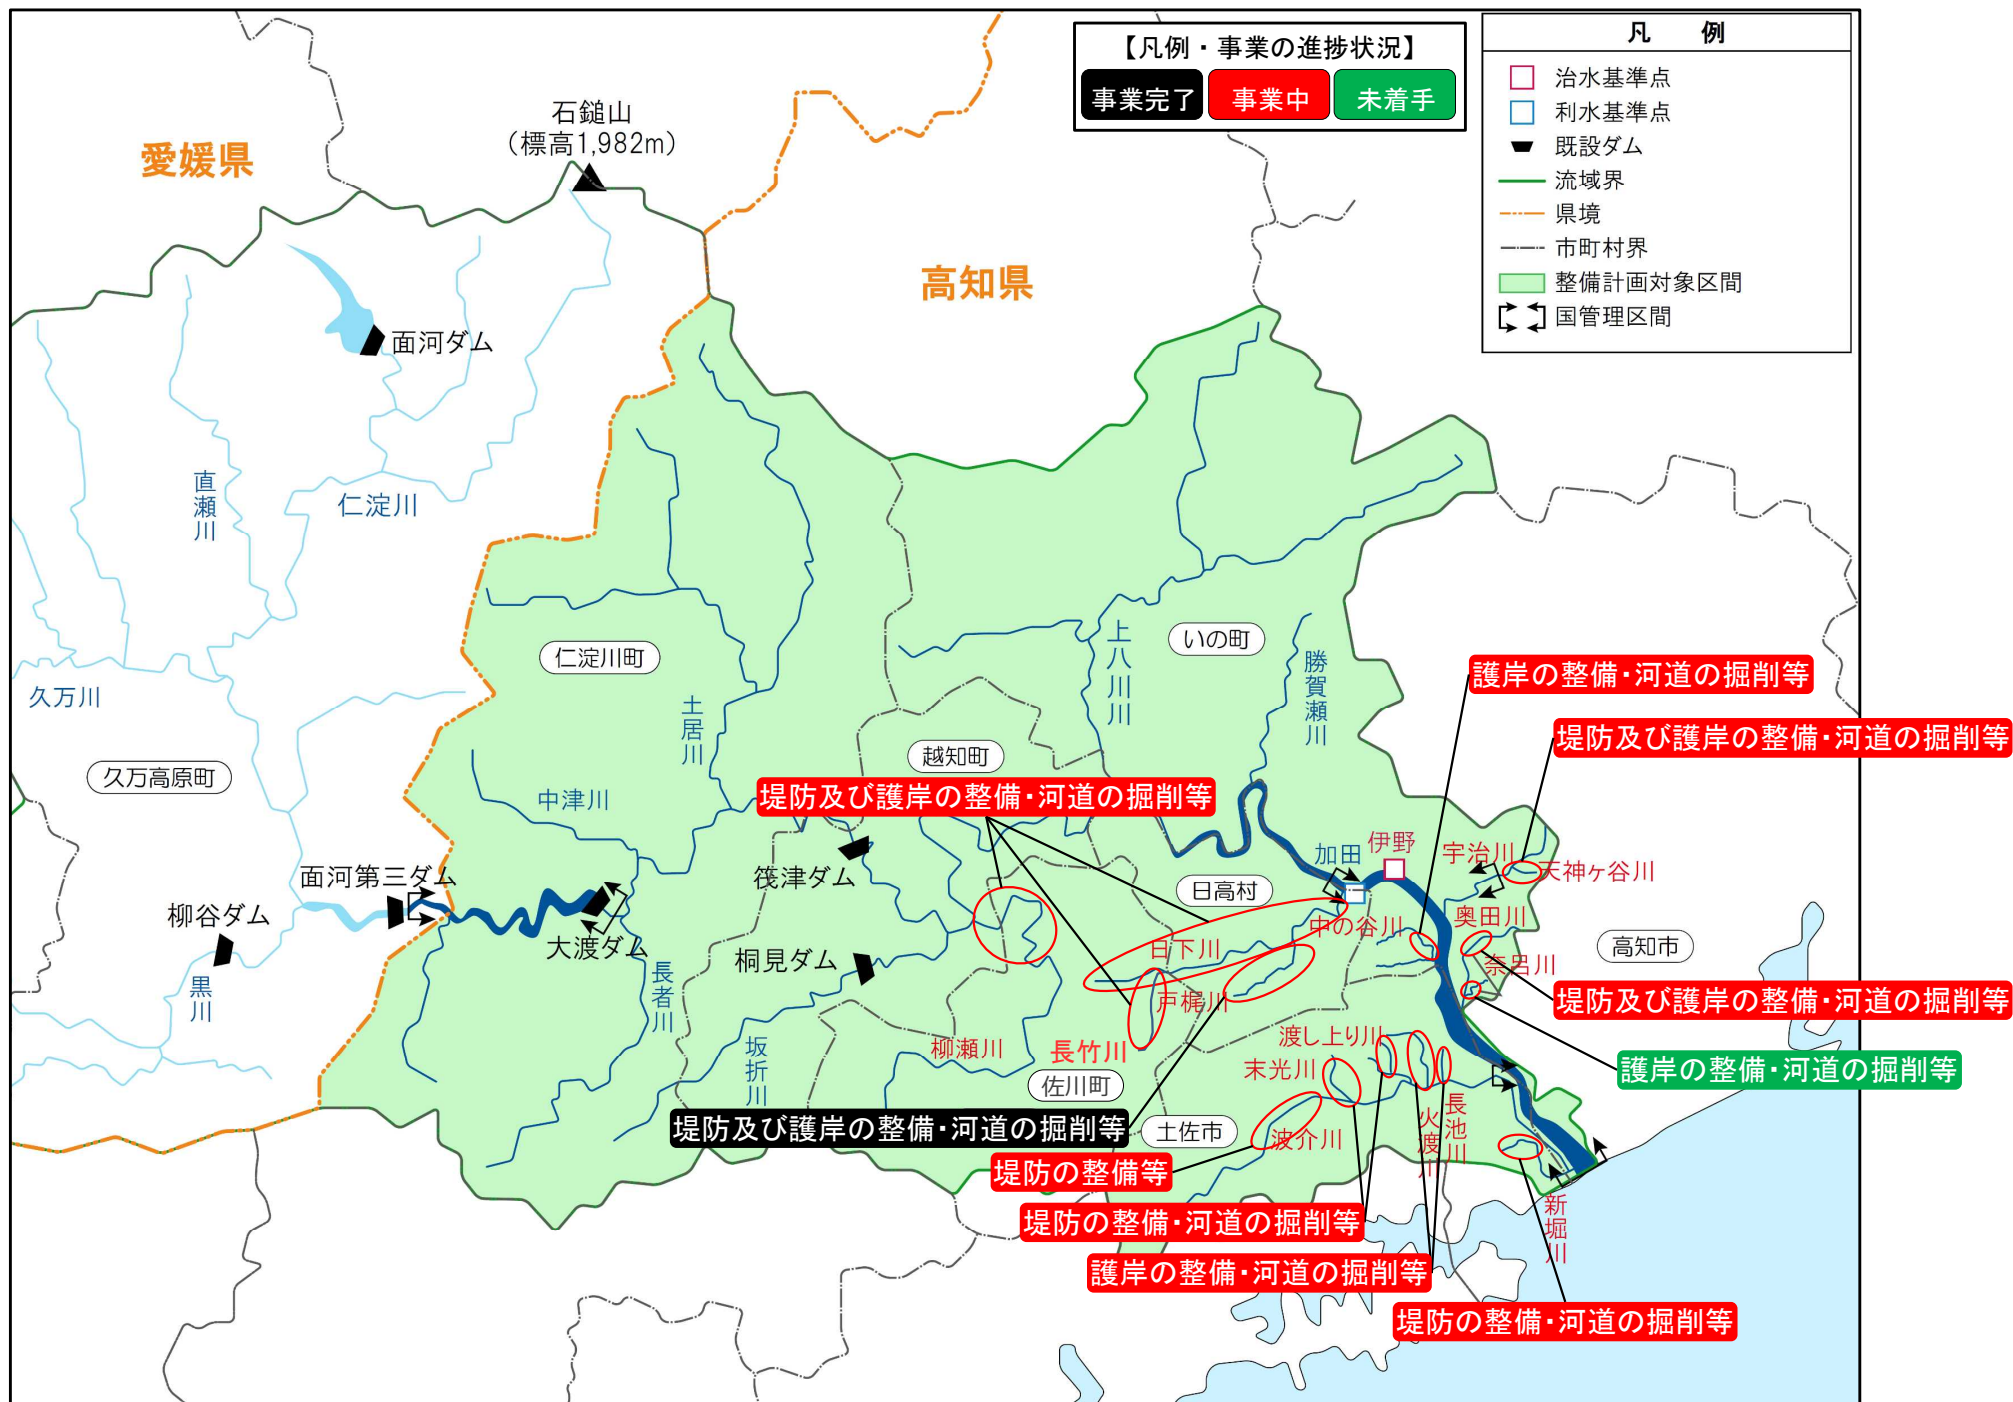 【凡例・事業の進捗状況】
事業完了
事業中
未着手
凡 例
治水基準点
利水基準点
既設ダム
流域界
県境
市町村界
整備計画対象区間
国管理区間
石鎚山
(標高1,982m)
愛媛県
高知県
面河ダム
直瀬川
仁淀川
久万川
久万高原町
仁淀川町
いの町
上八川川
勝賀瀬川
土居川
越知町
中津川
護岸の整備・河道の掘削等
堤防及び護岸の整備・河道の掘削等
堤防及び護岸の整備・河道の掘削等
面河第三ダム
柳谷ダム
黒川
大渡ダム
筏津ダム
桐見ダム
長者川
坂折川
柳瀬川
長竹川
佐川町
日高村
日下川
戸梶川
加田
伊野
宇治川
天神ヶ谷川
中の谷川
奥田川
奈呂川
高知市
堤防及び護岸の整備・河道の掘削等
護岸の整備・河道の掘削等
渡し上り川
末光川
波介川
火渡川
長池川
土佐市
新堀川
堤防及び護岸の整備・河道の掘削等
堤防の整備等
堤防の整備・河道の掘削等
護岸の整備・河道の掘削等
堤防の整備・河道の掘削等